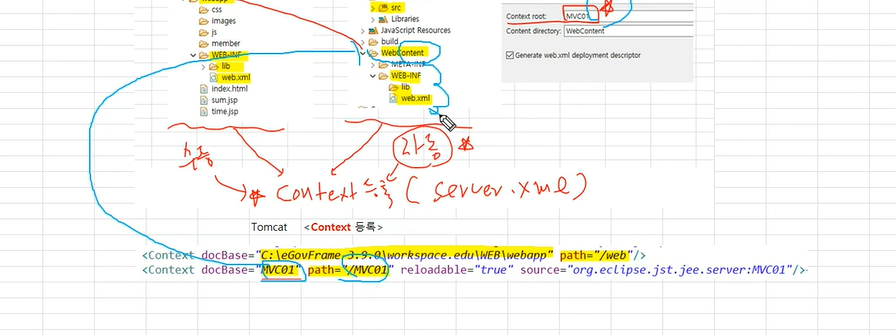 webapp
css
images
js
member
WEB-INF
lib
web.xml
index.html
sum.jsp
time.jsp
src
Libraries
JavaScript Resources
build
WebContent
META-INF
WEB-INF
lib
web.xml
Context root: MVC01
Content directory: WebContent
Generate web.xml deployment descriptor
수동
자동
Context 등록 ( server.xml )
Tomcat <Context 등록
<Context docBase="C:\eGovFrame-3.9.0\workspace.edu\WEB\webapp" path="/web"/>
<Context docBase="MVC01" path="/MVC01" reloadable="true" source="org.eclipse.jst.jee.server:MVC01"/>